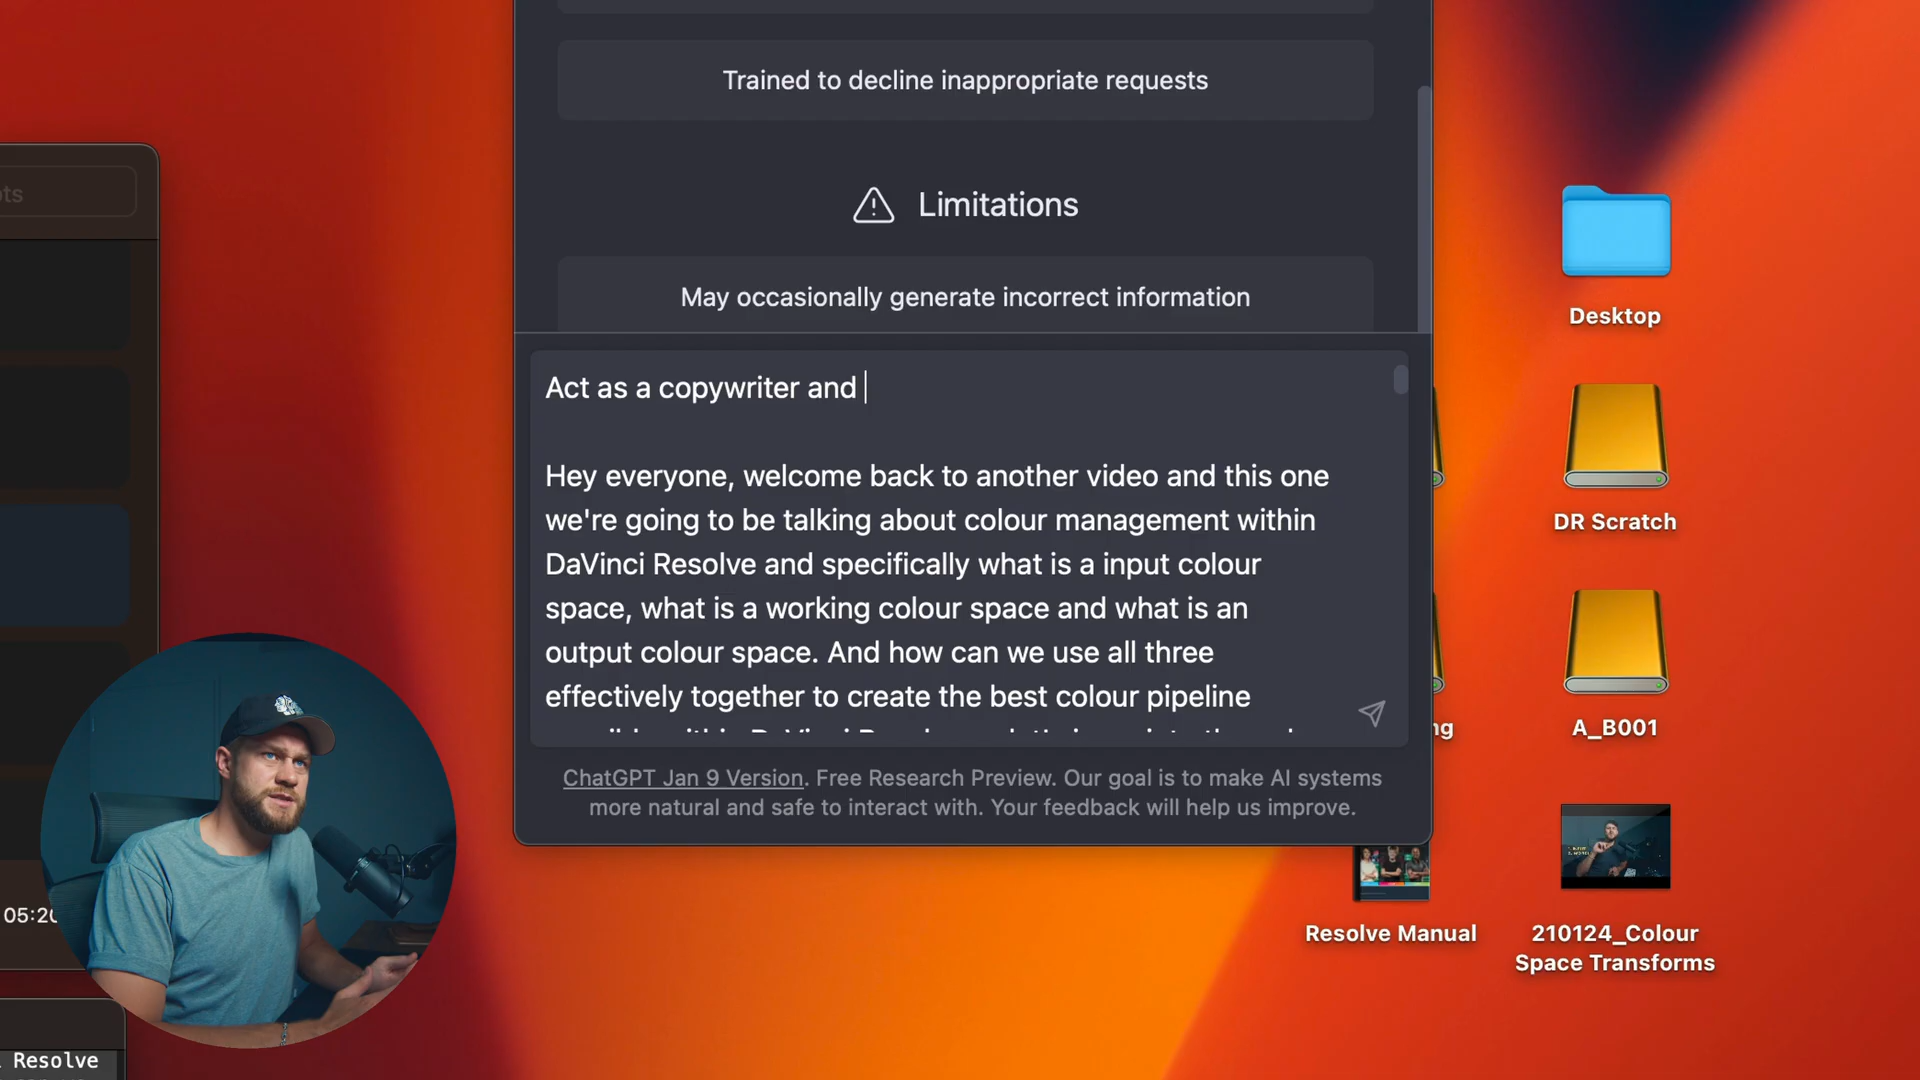 Trained to decline inappropriate requests
Limitations
May occasionally generate incorrect information
Act as a copywriter and
Hey everyone, welcome back to another video and this one
we're going to be talking about colour management within
DaVinci Resolve and specifically what is a input colour
space, what is a working colour space and what is an
output colour space. And how can we use all three
effectively together to create the best colour pipeline
ChatGPT Jan 9 Version. Free Research Preview. Our goal is to make AI systems
more natural and safe to interact with. Your feedback will help us improve.
Desktop
DR Scratch
A_B001
Resolve Manual
210124_Colour
Space Transforms
Resolve